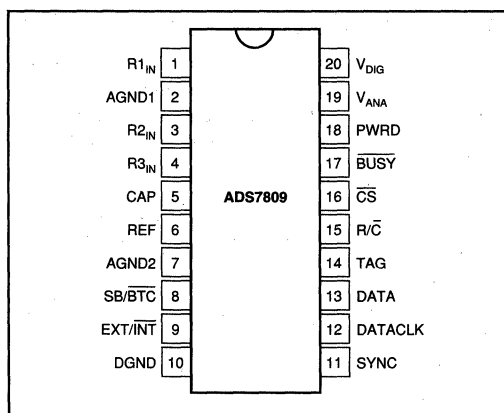 R1IN 1 20 VDIG
AGND1 2 19 VANA
R2IN 3 18 PWRD
R3IN 4 17 BUSY
CAP 5 ADS7809 16 CS
REF 6 15 R/C
AGND2 7 14 TAG
SB/BTC 8 13 DATA
EXT/INT 9 12 DATACLK
DGND 10 11 SYNC